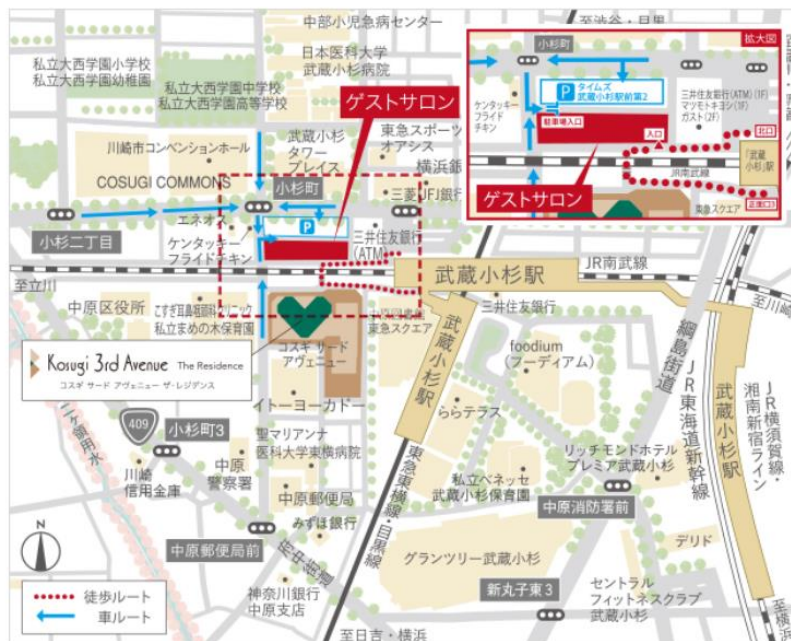 中部小児急病センター
至渋谷・目黒
日本医科大学
武蔵小杉病院
私立大西学園小学校
私立大西学園幼稚園
私立大西学園中学校
私立大西学園高等学校
ゲストサロン
川崎市コンベンションホール
武蔵小杉
タワー
プレイス
東急スポーツ
オアシス
横浜銀
COSUGI COMMONS
小杉町
三菱UFJ銀行
エネオス
小杉二丁目
ケンタッキー
フライドチキン
P
三井住友銀行
(ATM)
拡大図
小杉町
P
タイムズ
武蔵小杉駅前第2
三井住友銀行(ATM)(1F)
マツモトキヨシ(1F)
ガスト(2F)
ケンタッキー
フライド
チキン
駐車場入口
入口
北口
「武蔵
小杉」駅
JR南武線
ゲストサロン
東急スクエア
正面口
至立川
武蔵小杉駅
JR南武線
至川崎
中原区役所
こすぎ耳鼻咽喉科クリニック
私立まめの木保育園
中原図書館
東急スクエア
三井住友銀行
綱島街道
コスギ サード
アヴェニュー
Kosugi 3rd Avenue The Residence
コスギ サード アヴェニュー ザ・レジデンス
武蔵小杉駅
foodium
(フーディアム)
JR東海道新幹線
武蔵小杉駅
JR横須賀線・
湘南新宿ライン
イトーヨーカドー
ららテラス
二ヶ領用水
409
小杉町3
聖マリアンナ
医科大学東横病院
リッチモンドホテル
プレミア武蔵小杉
川崎
信用金庫
中原
警察署
私立ベネッセ
武蔵小杉保育園
中原郵便局
東急東横線・目黒線
中原消防署前
みずほ銀行
中原郵便局前
府中街道
デリド
グランツリー武蔵小杉
N
徒歩ルート
車ルート
神奈川銀行
中原支店
新丸子東3
セントラル
フィットネスクラブ
武蔵小杉
至日吉・横浜
至横浜